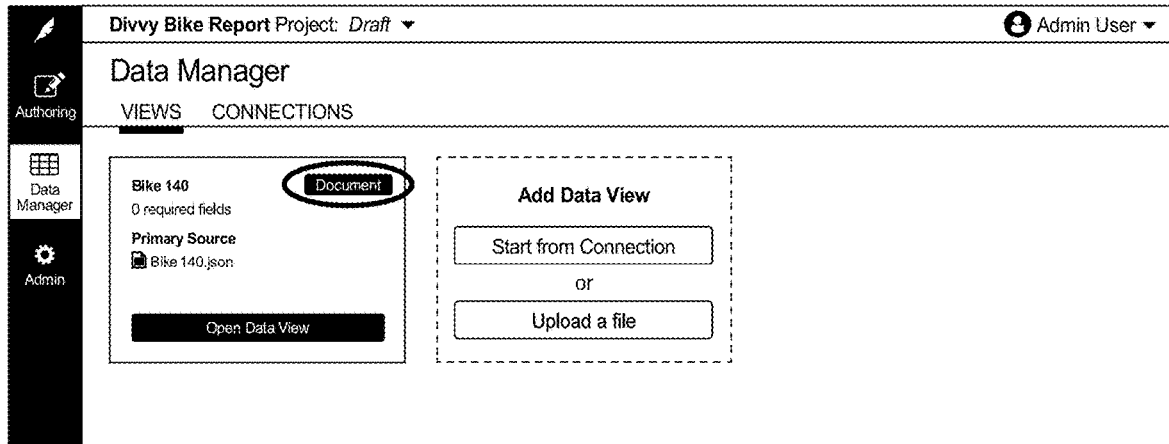 Divvy Bike Report Project: Draft
Admin User
Data Manager
Authoring
VIEWS CONNECTIONS
Data
Manager
Bike 140 Document
0 required fields
Primary Source
Bike 140.json
Open Data View
Add Data View
Start from Connection
or
Upload a file
Admin